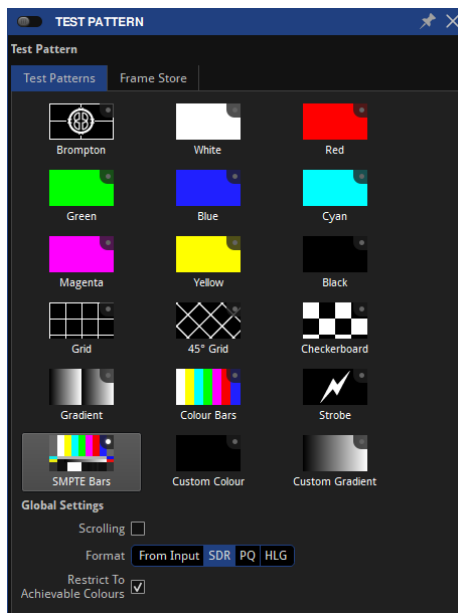 TEST PATTERN
Test Pattern
Test Patterns Frame Store
Brompton White Red
Green Blue Cyan
Magenta Yellow Black
Grid 45° Grid Checkerboard
Gradient Colour Bars Strobe
SMPTE Bars Custom Colour Custom Gradient
Global Settings
Scrolling
Format From Input SDR PQ HLG
Restrict To
Achievable Colours